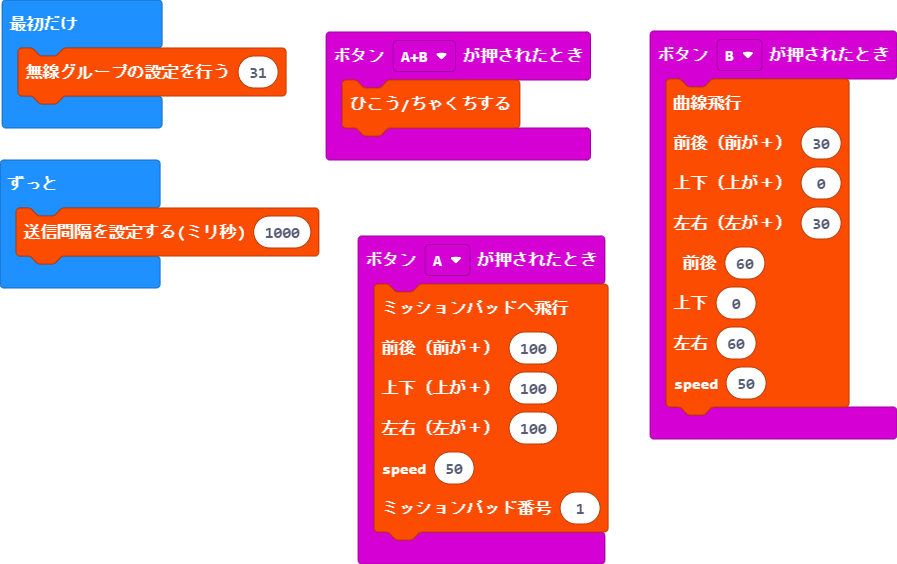 最初だけ
無線グループの設定を行う 31
ずっと
送信間隔を設定する(ミリ秒) 1000
ボタン A+B が押されたとき
ひこう/ちゃくちする
ボタン A が押されたとき
ミッションパッドへ飛行
前後（前が＋） 100
上下（上が＋） 100
左右（左が＋） 100
speed 50
ミッションパッド番号 1
ボタン B が押されたとき
曲線飛行
前後（前が＋） 30
上下（上が＋） 0
左右（左が＋） 30
前後 60
上下 0
左右 60
speed 50